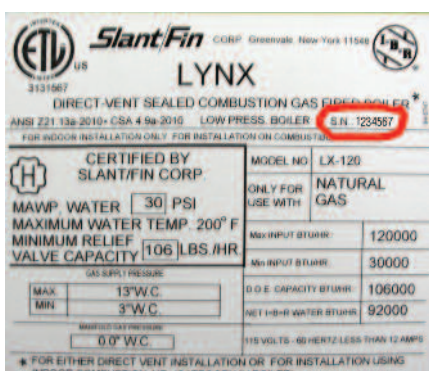 ETL US
Slant/Fin CORP. Greenvale, New York 11548
I=B=R
3131567
LYNX
DIRECT-VENT SEALED COMBUSTION GAS FIRED BOILER*
ANSI Z21.13a-2010• CSA 4.9a-2010 LOW PRESS. BOILER S.N.: 1234567
FOR INDOOR INSTALLATION ONLY. FOR INSTALLATION ON COMBUSTIBLE
H
CERTIFIED BY
SLANT/FIN CORP.
MAWP, WATER 30 PSI
MAXIMUM WATER TEMP. 200° F
MINIMUM RELIEF
VALVE CAPACITY 106 LBS./HR
GAS SUPPLY PRESSURE
MAX 13"W.C.
MIN 3"W.C.
MANIFOLD GAS PRESSURE
0.0" W.C.
MODEL NO LX-120
ONLY FOR
USE WITH NATURAL
GAS
Max INPUT BTU/HR: 120000
Min INPUT BTU/HR: 30000
D.O.E. CAPACITY BTU/HR: 106000
NET I=B=R WATER BTU/HR: 92000
115 VOLTS - 60 HERTZ-LESS THAN 12 AMPS
* FOR EITHER DIRECT VENT INSTALLATION OR FOR INSTALLATION USING